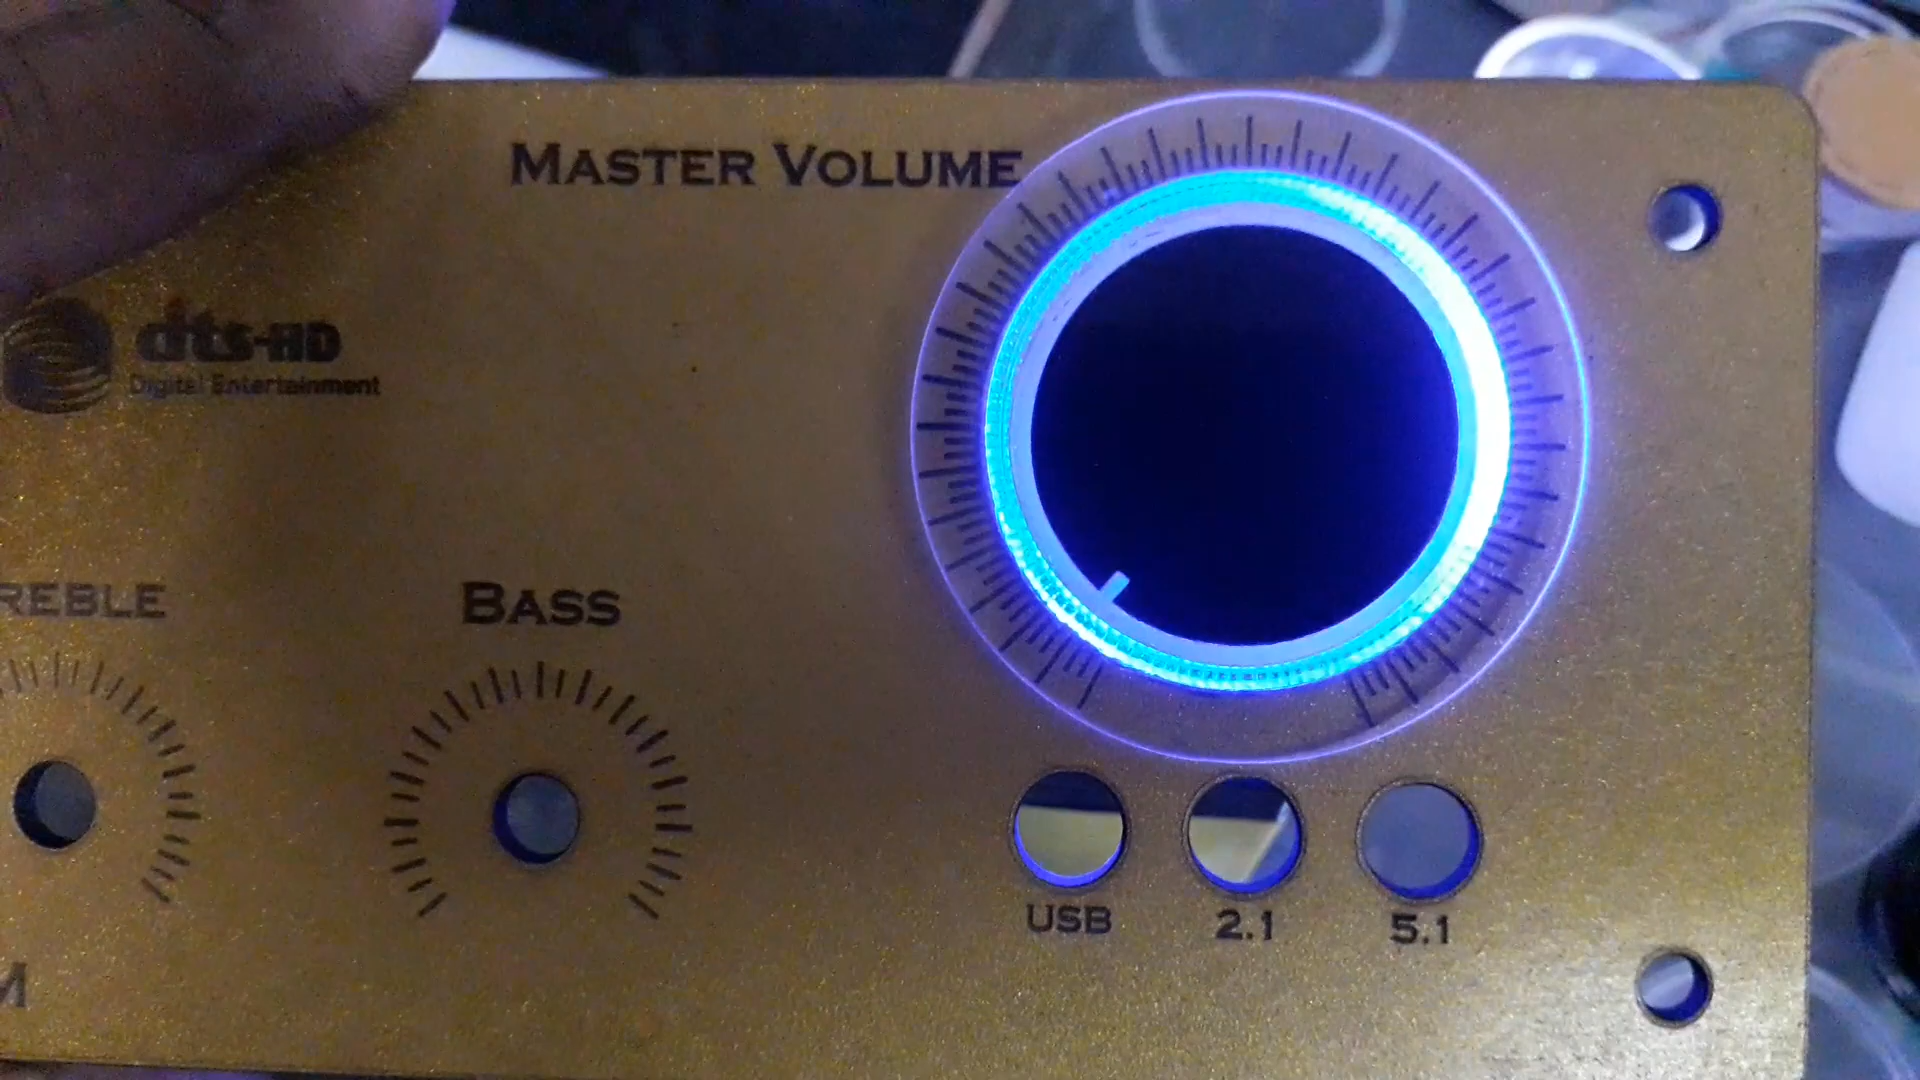 MASTER VOLUME
dts-HD
Digital Entertainment
REBLE
BASS
USB
2.1
5.1
M